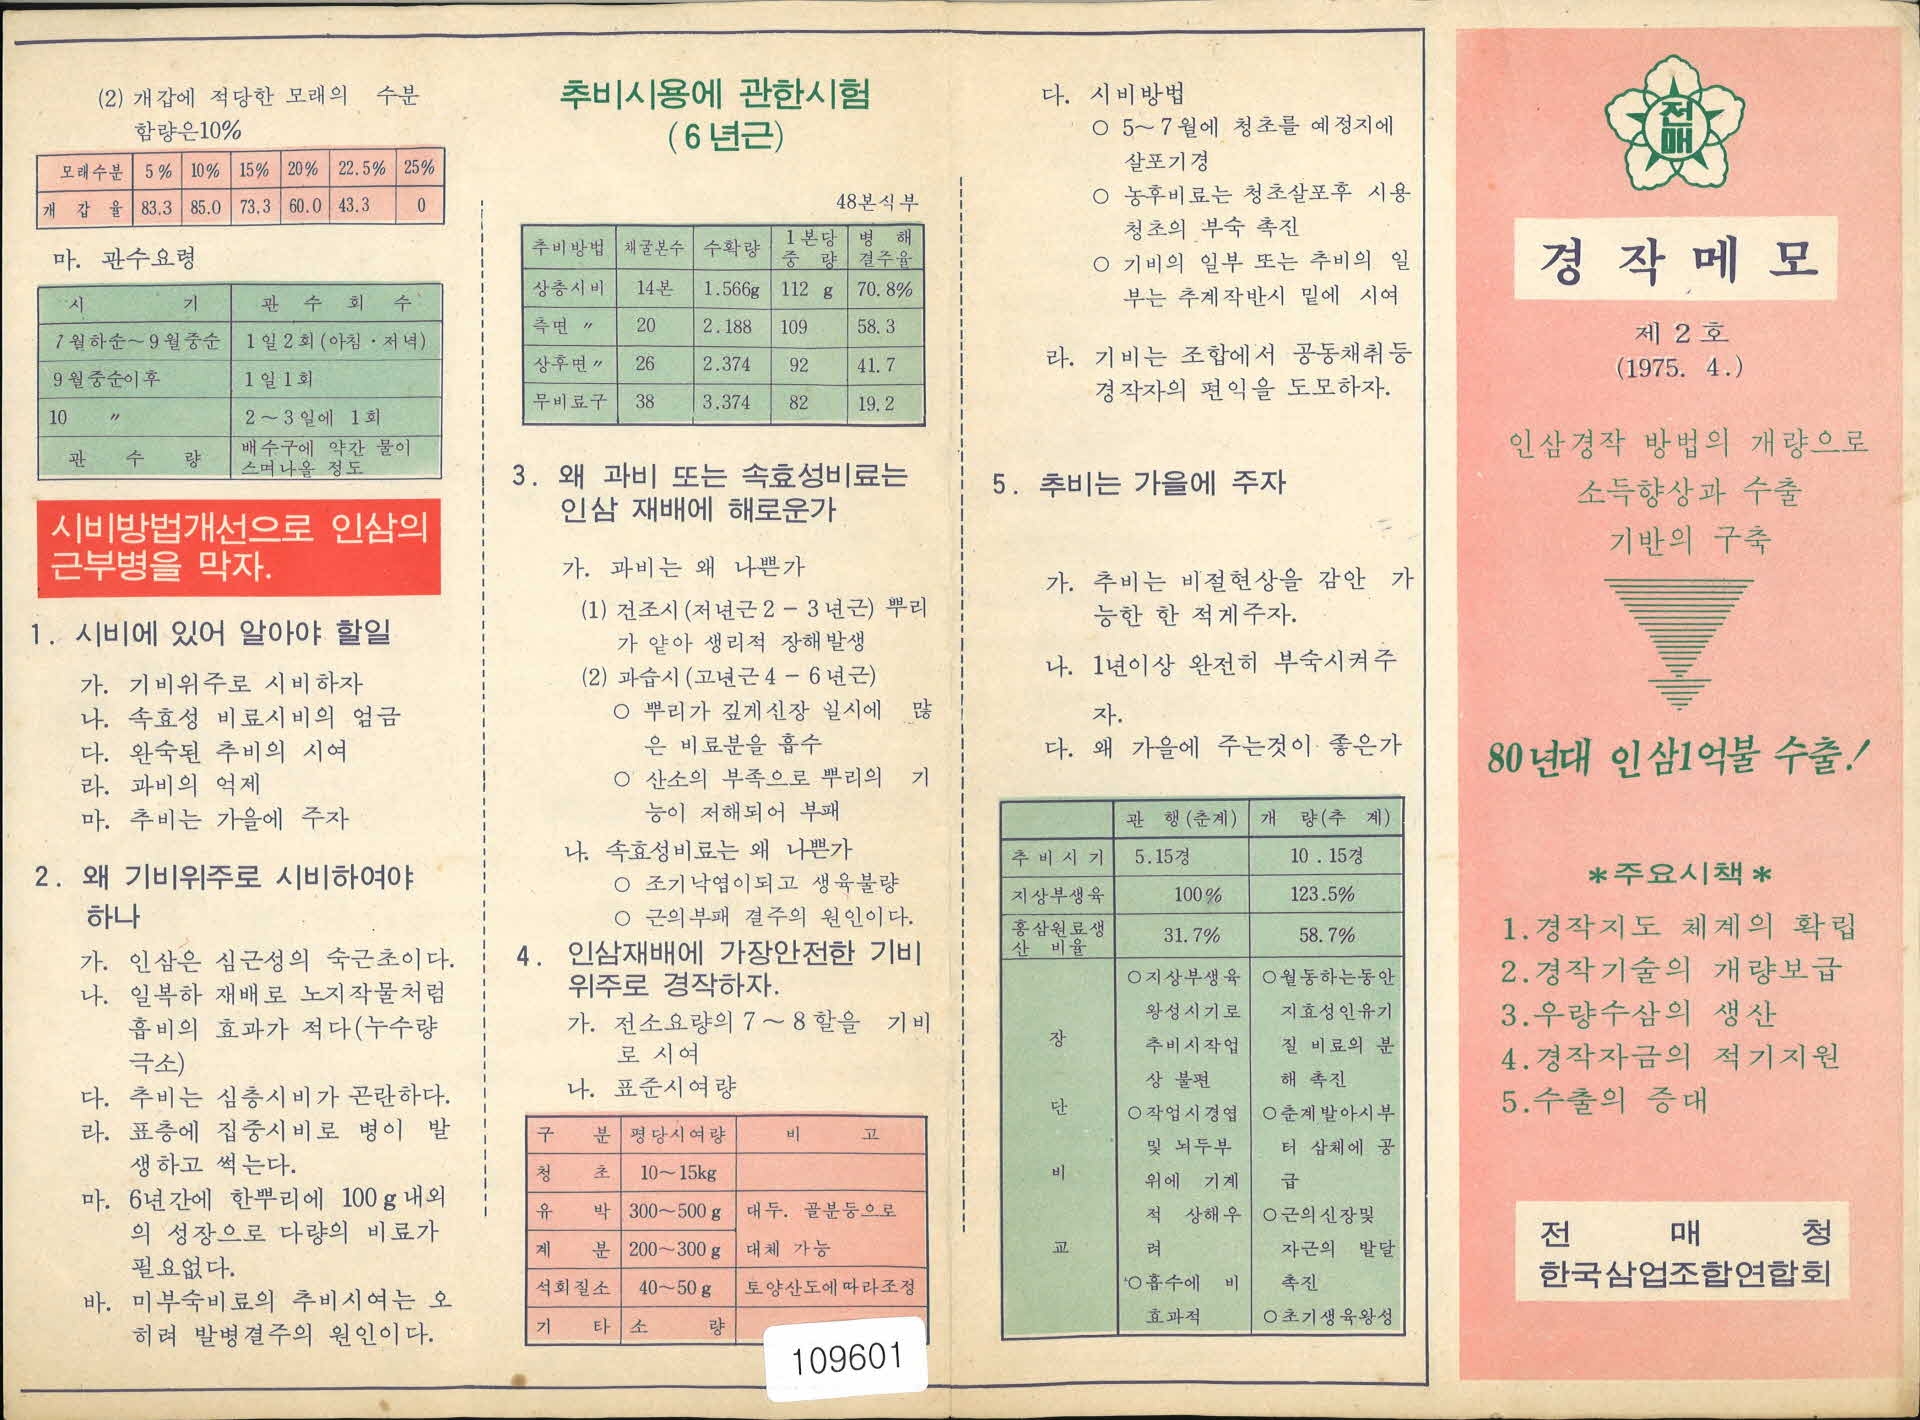 (2) 개갑에 적당한 모래의 수분
함량은10%
모래수분 5% 10% 15% 20% 22.5% 25%
개 갑 율 83.3 85.0 73.3 60.0 43.3 0
마. 관수요령
시 기 관 수 회 수
7월하순~9월중순 1일2회(아침·저녁)
9월중순이후 1일1회
10 〃 2~3일에 1회
관 수 량 배수구에 약간 물이
스며나올 정도
시비방법개선으로 인삼의
근부병을 막자.
1. 시비에 있어 알아야 할일
가. 기비위주로 시비하자
나. 속효성 비료시비의 엄금
다. 완숙된 추비의 시여
라. 과비의 억제
마. 추비는 가을에 주자
2. 왜 기비위주로 시비하여야
하나
가. 인삼은 심근성의 숙근초이다.
나. 일복하 재배로 노지작물처럼
흡비의 효과가 적다(누수량
극소)
다. 추비는 심층시비가 곤란하다.
라. 표층에 집중시비로 병이 발
생하고 썩는다.
마. 6년간에 한뿌리에 100g내외
의 성장으로 다량의 비료가
필요없다.
바. 미부숙비료의 추비시여는 오
히려 발병결주의 원인이다.
추비시용에 관한시험
(6년근)
48본식부
추비방법 채굴본수 수확량 1본당 중 량 병 해 결주율
상층시비 14본 1.566g 112 g 70.8%
측면 〃 20 2.188 109 58.3
상후면〃 26 2.374 92 41.7
무비료구 38 3.374 82 19.2
3. 왜 과비 또는 속효성비료는
인삼 재배에 해로운가
가. 과비는 왜 나쁜가
(1) 건조시(저년근2-3년근) 뿌리
가 얕아 생리적 장해발생
(2) 과습시(고년근4-6년근)
○ 뿌리가 깊게신장 일시에 많
은 비료분을 흡수
○ 산소의 부족으로 뿌리의 기
능이 저해되어 부패
나. 속효성비료는 왜 나쁜가
○ 조기낙엽이되고 생육불량
○ 근의부패 결주의 원인이다.
4. 인삼재배에 가장안전한 기비
위주로 경작하자.
가. 전소요량의 7~8할을 기비
로 시여
나. 표준시여량
구 분 평당시여량 비 고
청 초 10~15kg
유 박 300~500g 대두. 골분등으로
계 분 200~300g 대체 가능
석회질소 40~50g 토양산도에따라조정
기 타 소 량
109601
다. 시비방법
○ 5~7월에 청초를 예정지에
살포기경
○ 농후비료는 청초살포후 시용
청초의 부숙 촉진
○ 기비의 일부 또는 추비의 일
부는 추계작반시 밑에 시여
라. 기비는 조합에서 공동채취등
경작자의 편익을 도모하자.
5. 추비는 가을에 주자
가. 추비는 비절현상을 감안 가
능한 한 적게주자.
나. 1년이상 완전히 부숙시켜주
자.
다. 왜 가을에 주는것이 좋은가
관 행(춘계) 개 량(추 계)
추 비 시 기 5.15경 10.15경
지상부생육 100% 123.5%
홍삼원료생
산 비율 31.7% 58.7%
장
단
비
교
○지상부생육
왕성시기로
추비시작업
상 불편
○작업시경엽
및 뇌두부
위에 기계
적 상해우
려
○흡수에 비
효과적
○월동하는동안
지효성인유기
질 비료의 분
해 촉진
○춘계발아시부
터 삼체에 공
급
○근의신장및
자근의 발달
촉진
○초기생육왕성
전매
경작메모
제2호
(1975. 4.)
인삼경작 방법의 개량으로
소득향상과 수출
기반의 구축
80년대 인삼1억불 수출!
*주요시책*
1.경작지도 체계의 확립
2.경작기술의 개량보급
3.우량수삼의 생산
4.경작자금의 적기지원
5.수출의 증대
전 매 청
한국삼업조합연합회